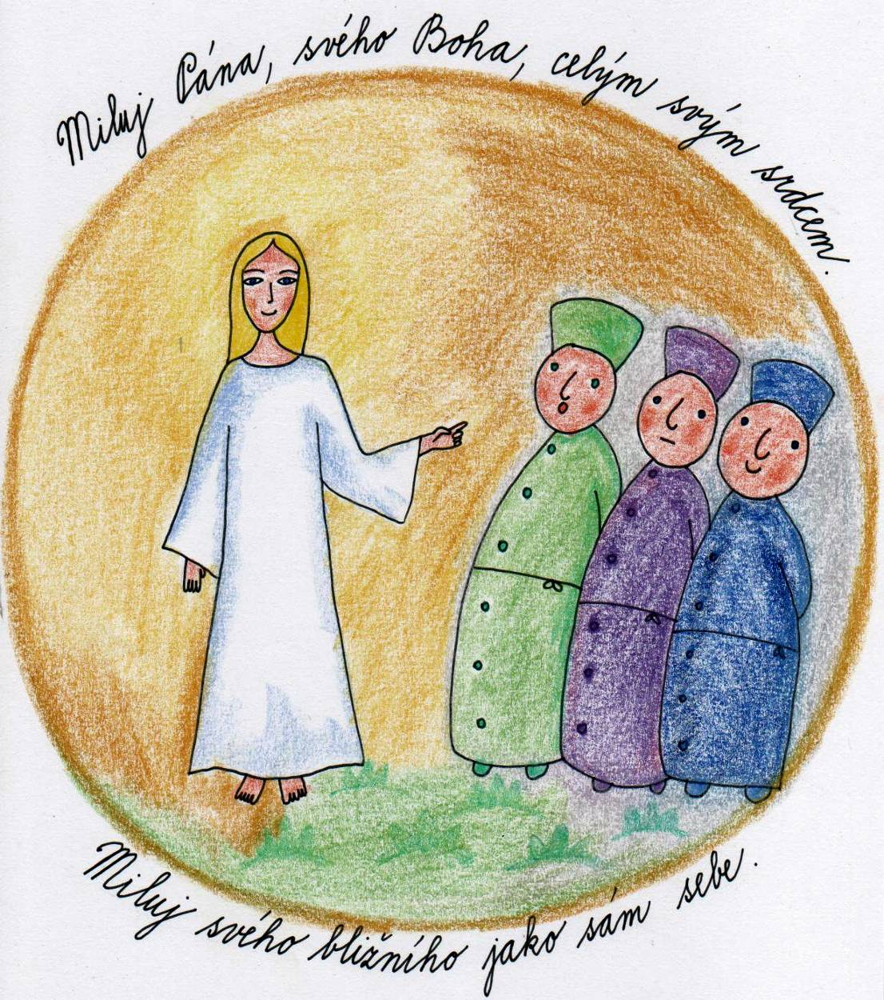 Miluj Pána, svého Boha, celým svým srdcem.
Miluj svého bližního jako sám sebe.